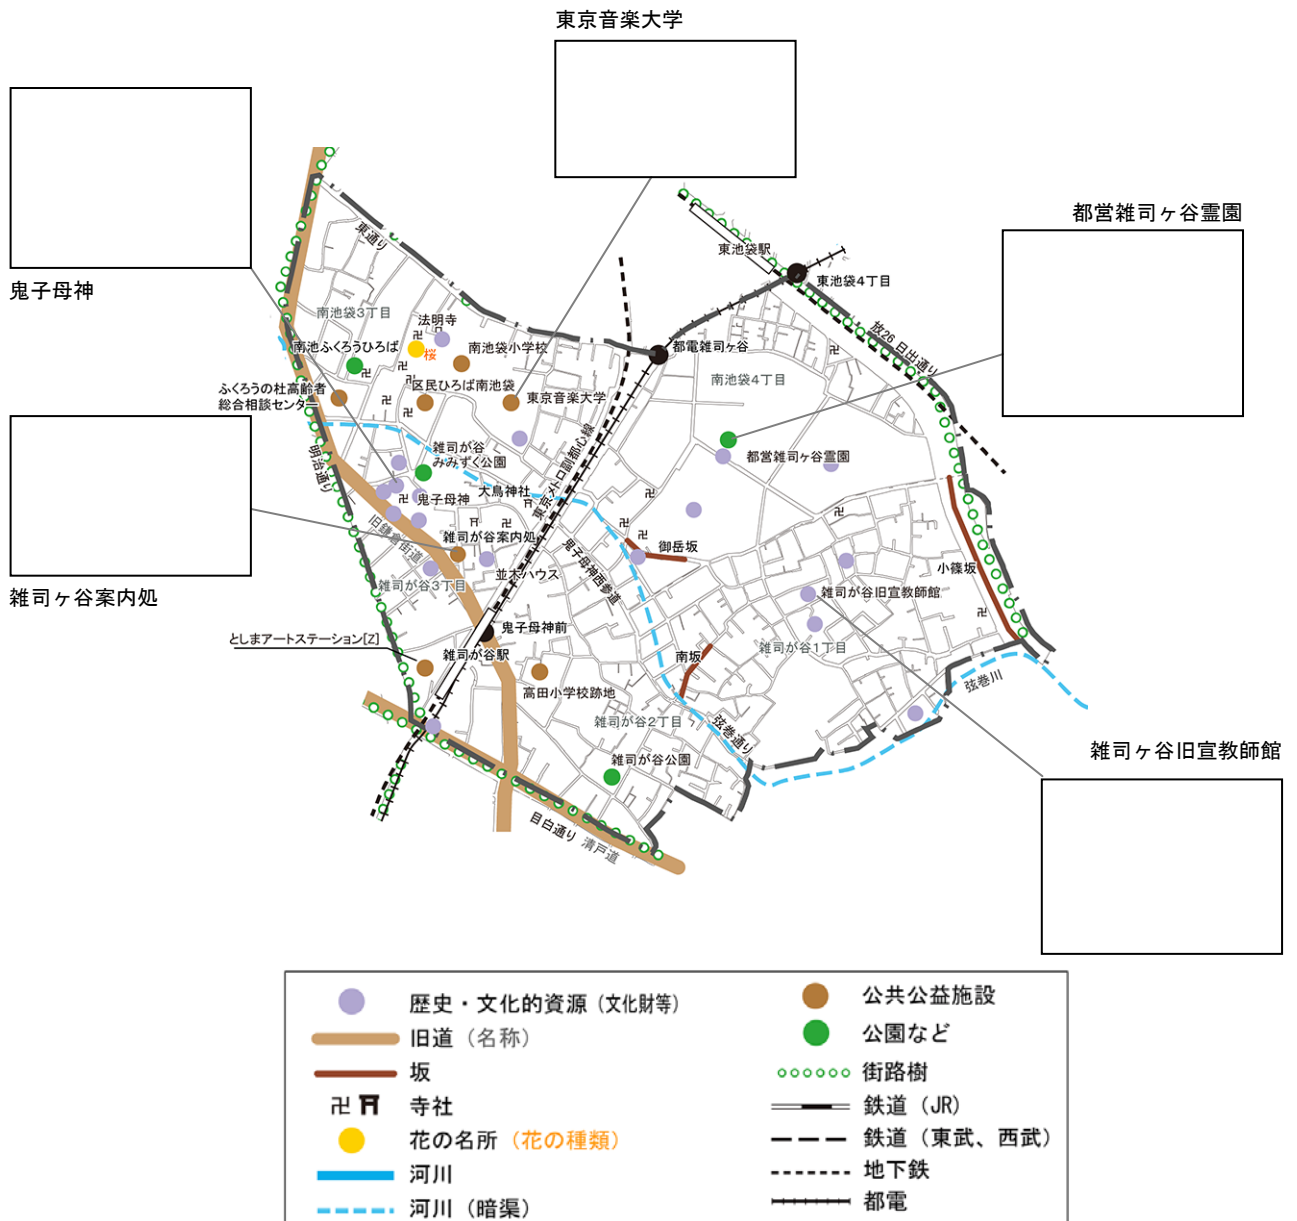 東京音楽大学
鬼子母神
都営雑司ヶ谷霊園
東池袋駅
東池袋4丁目
東通り
南池袋3丁目
法明寺
桜
南池袋小学校
南池袋ふくろうひろば
都電雑司ヶ谷
放26 日出通り
南池袋4丁目
ふくろうの杜高齢者
総合相談センター
区民ひろば南池袋
東京音楽大学
明治通り
雑司が谷
みみずく公園
東京メトロ副都心線
都営雑司ヶ谷霊園
大鳥神社
鬼子母神
旧鎌倉街道
雑司が谷案内処
鬼子母神西参道
御岳坂
小篠坂
並木ハウス
雑司が谷3丁目
雑司が谷旧宣教師館
雑司ヶ谷案内処
としまアートステーション[Z]
鬼子母神前
雑司が谷駅
南坂
雑司が谷1丁目
高田小学校跡地
弦巻川
雑司が谷2丁目
弦巻通り
雑司が谷公園
雑司ヶ谷旧宣教師館
目白通り
清戸道
歴史・文化的資源(文化財等)
旧道(名称)
坂
卍 寺社
花の名所(花の種類)
河川
河川(暗渠)
公共公益施設
公園など
街路樹
鉄道(JR)
鉄道(東武、西武)
地下鉄
都電